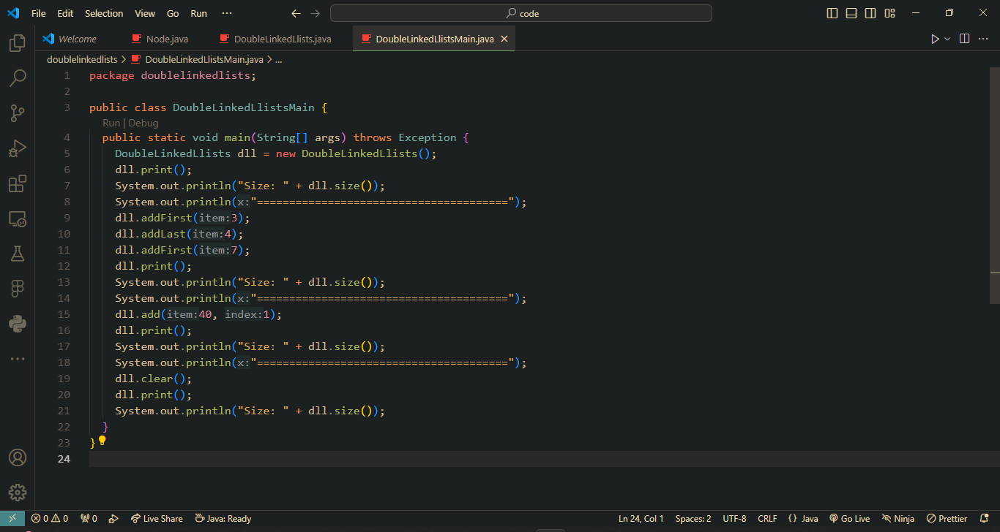 File Edit Selection View Go Run ··· code
Welcome Node.java DoubleLinkedLlists.java DoubleLinkedLlistsMain.java
doublelinkedlists > DoubleLinkedLlistsMain.java > ...
1 package doublelinkedlists;
2
3 public class DoubleLinkedLlistsMain {
Run | Debug
4 public static void main(String[] args) throws Exception {
5 DoubleLinkedLlists dll = new DoubleLinkedLlists();
6 dll.print();
7 System.out.println("Size: " + dll.size());
8 System.out.println(x:"=======================================");
9 dll.addFirst(item:3);
10 dll.addLast(item:4);
11 dll.addFirst(item:7);
12 dll.print();
13 System.out.println("Size: " + dll.size());
14 System.out.println(x:"=======================================");
15 dll.add(item:40, index:1);
16 dll.print();
17 System.out.println("Size: " + dll.size());
18 System.out.println(x:"=======================================");
19 dll.clear();
20 dll.print();
21 System.out.println("Size: " + dll.size());
22 }
23 }
24
0 0 0 Live Share Java: Ready Ln 24, Col 1 Spaces: 2 UTF-8 CRLF {} Java Go Live Ninja Prettier